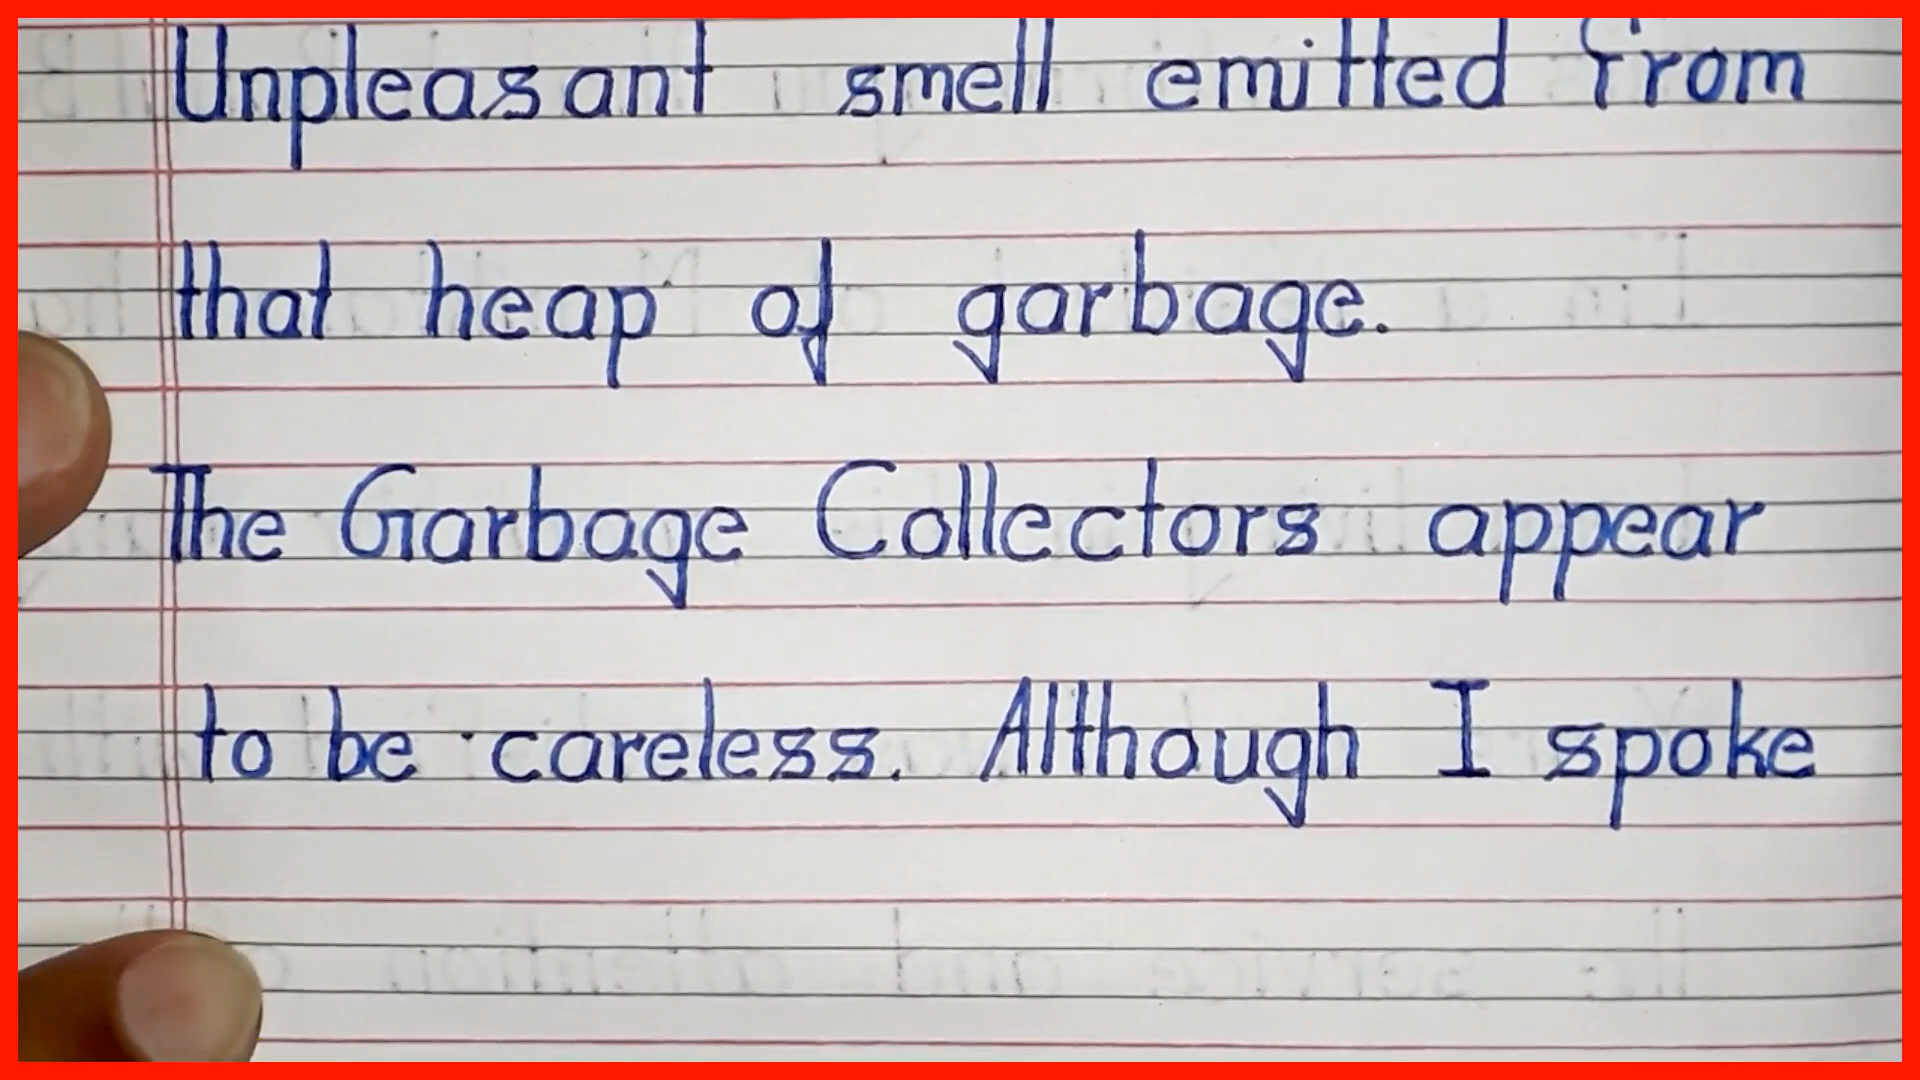 Unpleasant smell emitted from
that heap of garbage.
The Garbage Collectors appear
to be careless. Although I spoke